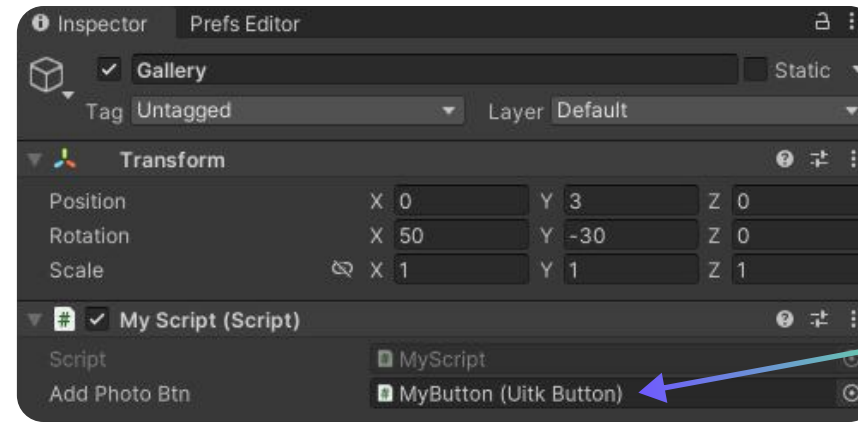 Inspector Prefs Editor
Gallery Static
Tag Untagged Layer Default
Transform
Position X 0 Y 3 Z 0
Rotation X 50 Y -30 Z 0
Scale X 1 Y 1 Z 1
# My Script (Script)
Script # MyScript
Add Photo Btn # MyButton (Uitk Button)